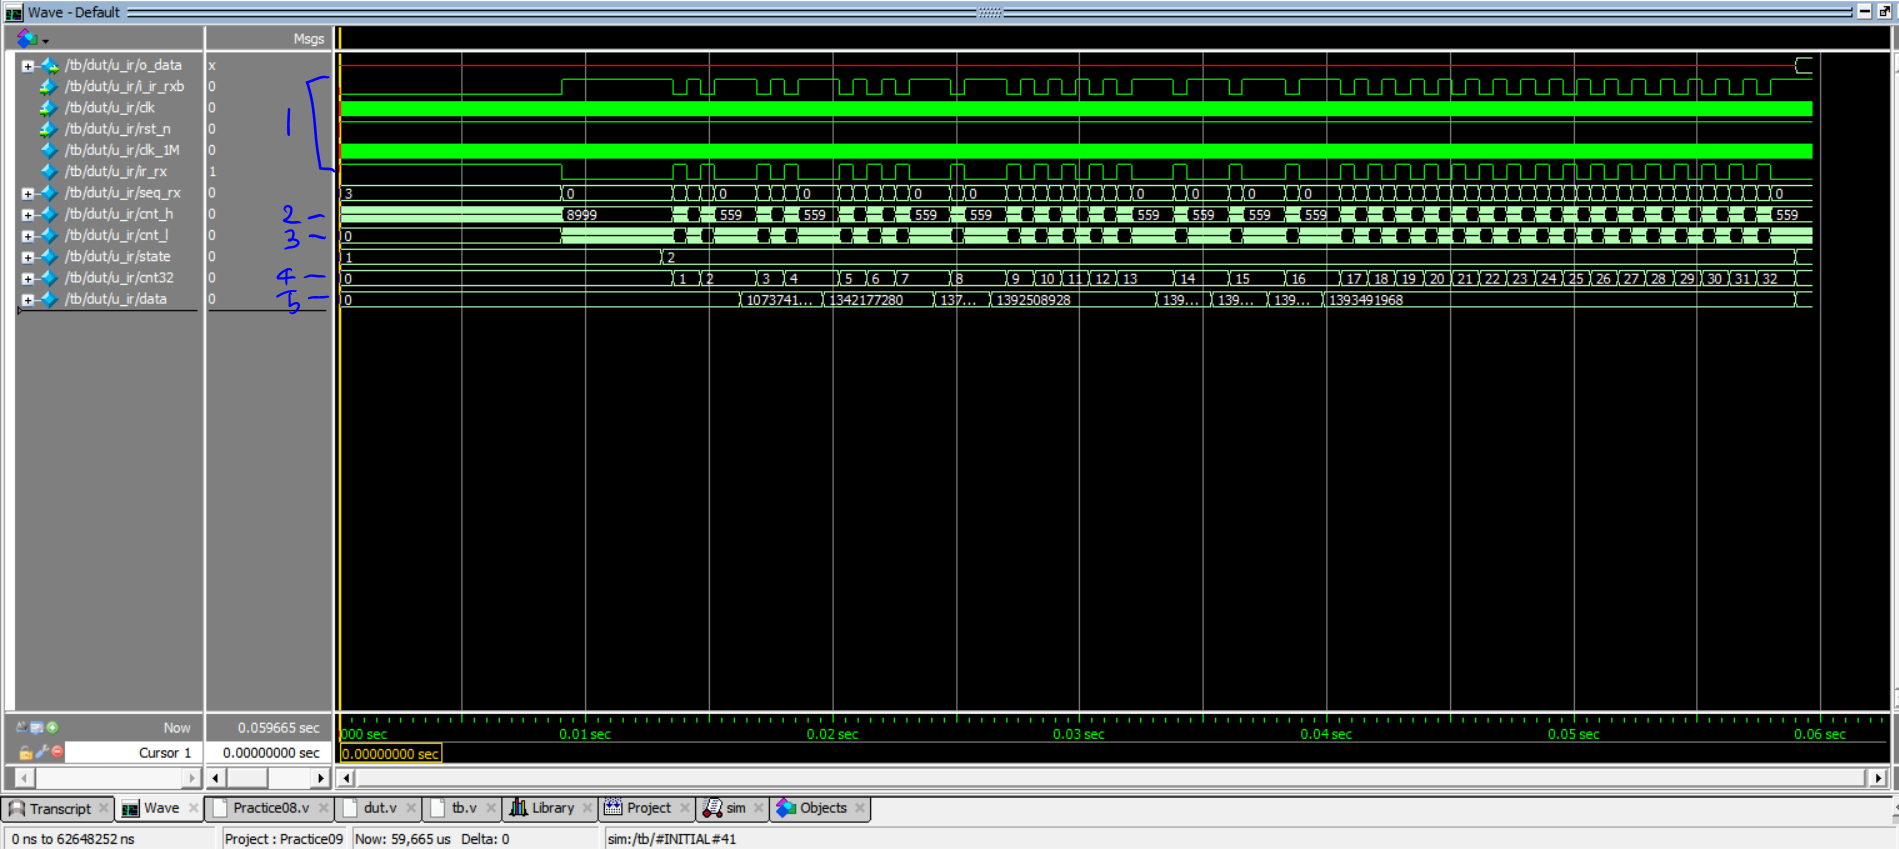 Wave - Default
Msgs
/tb/dut/u_ir/o_data x
/tb/dut/u_ir/i_ir_rxb 0
/tb/dut/u_ir/clk 0
/tb/dut/u_ir/rst_n 0
/tb/dut/u_ir/clk_1M 0
/tb/dut/u_ir/ir_rx 1
/tb/dut/u_ir/seq_rx 0 3 0 0 0 0 0 0 0 0 0 0
/tb/dut/u_ir/cnt_h 0 8999 559 559 559 559 559 559 559 559 559
/tb/dut/u_ir/cnt_l 0 0
/tb/dut/u_ir/state 0 1 2
/tb/dut/u_ir/cnt32 0 0 1 2 3 4 5 6 7 8 9 10 11 12 13 14 15 16 17 18 19 20 21 22 23 24 25 26 27 28 29 30 31 32
/tb/dut/u_ir/data 0 0 1073741... 1342177280 137... 1392508928 139... 139... 139... 1393491968
1
2 -
3 -
4 -
5 -
Now 0.059665 sec
000 sec 0.01 sec 0.02 sec 0.03 sec 0.04 sec 0.05 sec 0.06 sec
Cursor 1 0.00000000 sec 0.00000000 sec
Transcript Wave Practice08.v dut.v tb.v Library Project sim Objects
0 ns to 62648252 ns Project : Practice09 Now: 59,665 us Delta: 0 sim:/tb/#INITIAL#41